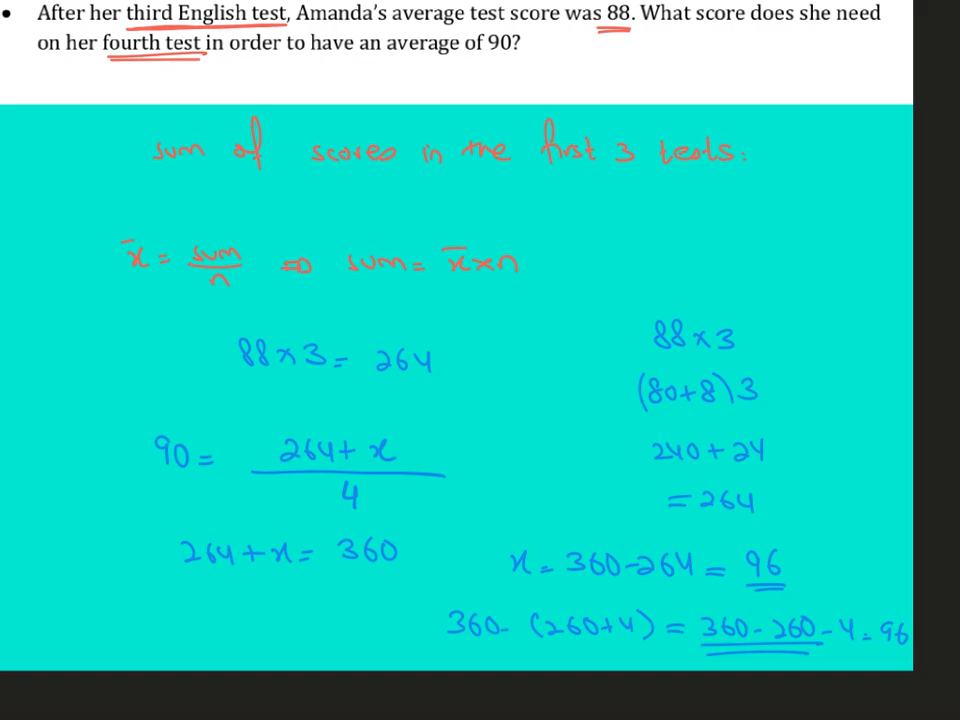 • After her third English test, Amanda’s average test score was 88. What score does she need
on her fourth test in order to have an average of 90?
sum of scores in the first 3 tests:
x̄ = sum/n ⇒ sum = x̄ × n
88 × 3 = 264
88 × 3
(80+8)3
90 = (264 + x)/4
240 + 24
= 264
264 + x = 360
x = 360 - 264 = 96
360 - (260+4) = 360 - 260 - 4 = 96